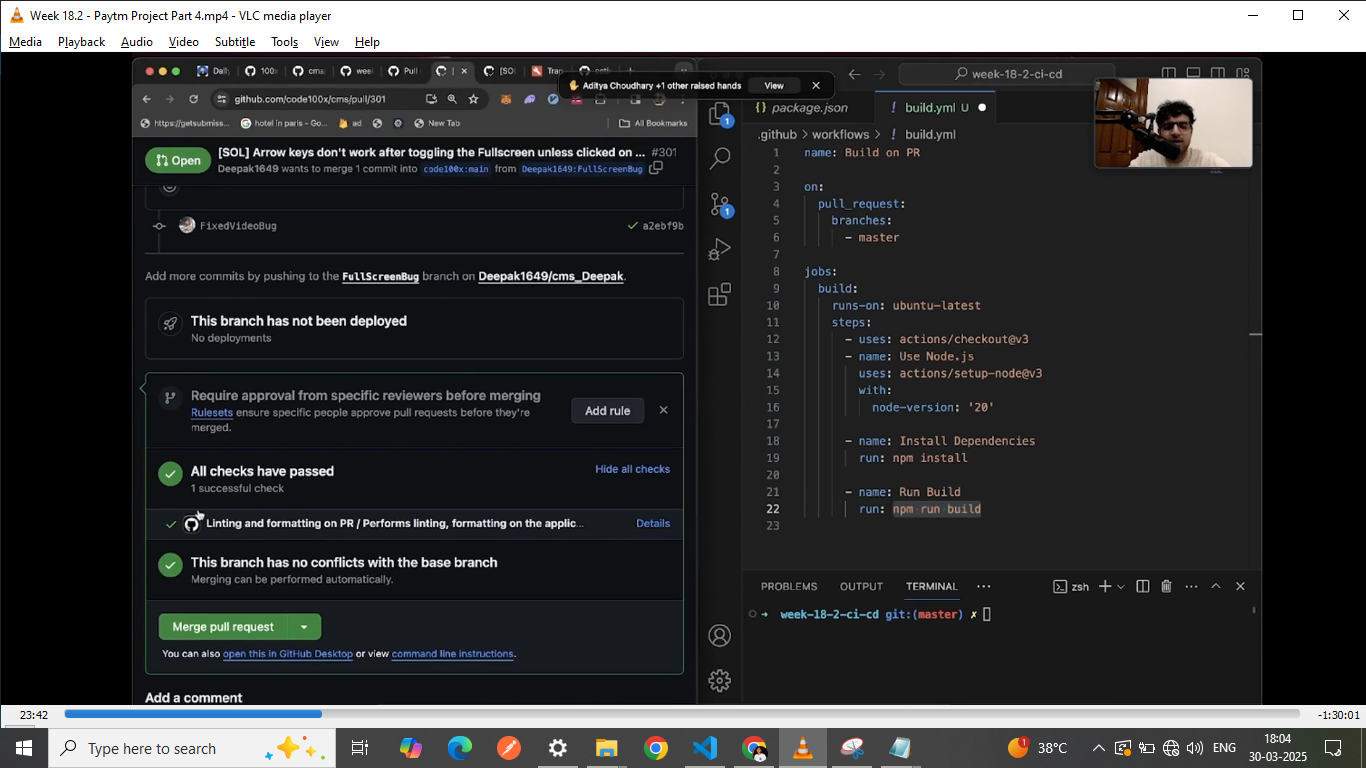 Week 18.2 - Paytm Project Part 4.mp4 - VLC media player
Media Playback Audio Video Subtitle Tools View Help
Daily 100x cms wee Pull [SO] Tra
Aditya Choudhary +1 other raised hands View
github.com/code100x/cms/pull/301
https://getsubmiss... hotel in paris - Go... ad New Tab All Bookmarks
Open
[SOL] Arrow keys don't work after toggling the Fullscreen unless clicked on ... #301
Deepak1649 wants to merge 1 commit into code100x:main from Deepak1649:FullScreenBug
FixedVideoBug a2ebf9b
Add more commits by pushing to the FullScreenBug branch on Deepak1649/cms_Deepak.
This branch has not been deployed
No deployments
Require approval from specific reviewers before merging
Rulesets ensure specific people approve pull requests before they're
merged.
Add rule
All checks have passed
1 successful check
Hide all checks
Linting and formatting on PR / Performs linting, formatting on the applic... Details
This branch has no conflicts with the base branch
Merging can be performed automatically.
Merge pull request
You can also open this in GitHub Desktop or view command line instructions.
Add a comment
week-18-2-ci-cd
{} package.json ! build.yml U
.github > workflows > ! build.yml
1 name: Build on PR
2
3 on:
4 pull_request:
5 branches:
6 - master
7
8 jobs:
9 build:
10 runs-on: ubuntu-latest
11 steps:
12 - uses: actions/checkout@v3
13 - name: Use Node.js
14 uses: actions/setup-node@v3
15 with:
16 node-version: '20'
17
18 - name: Install Dependencies
19 run: npm install
20
21 - name: Run Build
22 run: npm run build
23
1
1
PROBLEMS OUTPUT TERMINAL ... zsh
week-18-2-ci-cd git:(master) ✗
23:42 -1:30:01
Type here to search
1 38°C ENG 18:04
30-03-2025